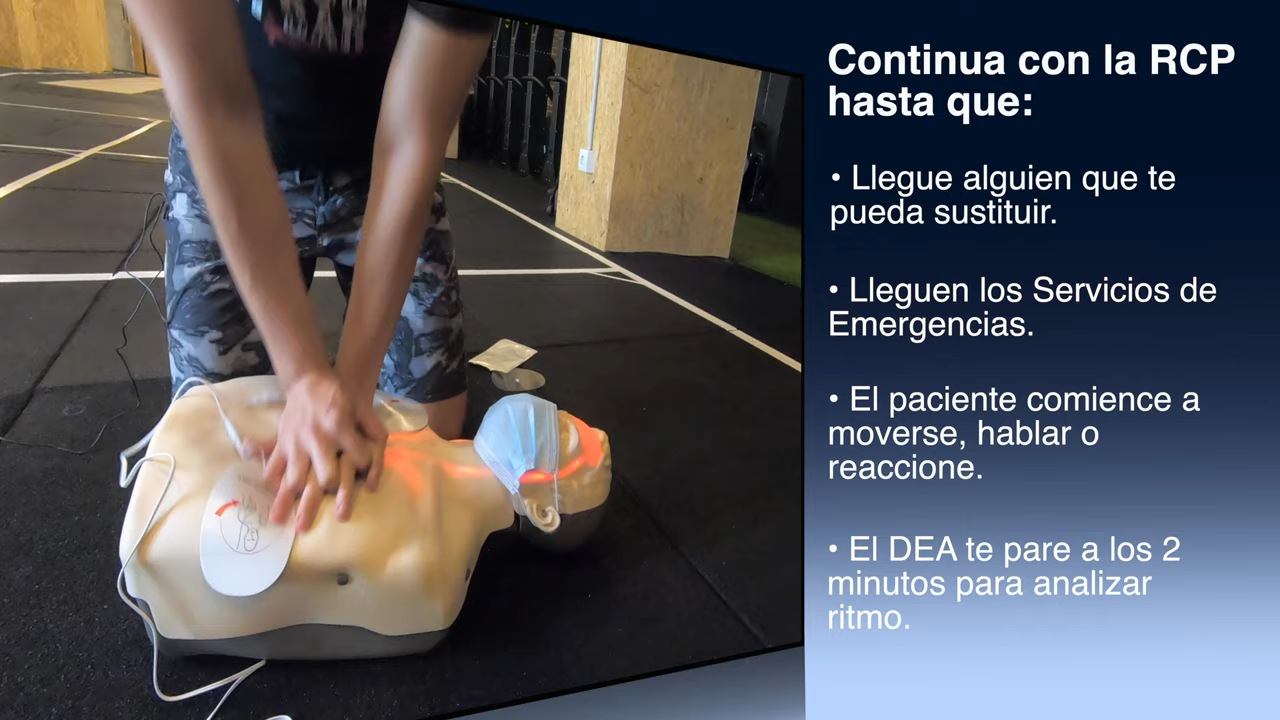 Continua con la RCP
hasta que:
• Llegue alguien que te
pueda sustituir.
• Lleguen los Servicios de
Emergencias.
• El paciente comience a
moverse, hablar o
reaccione.
• El DEA te pare a los 2
minutos para analizar
ritmo.